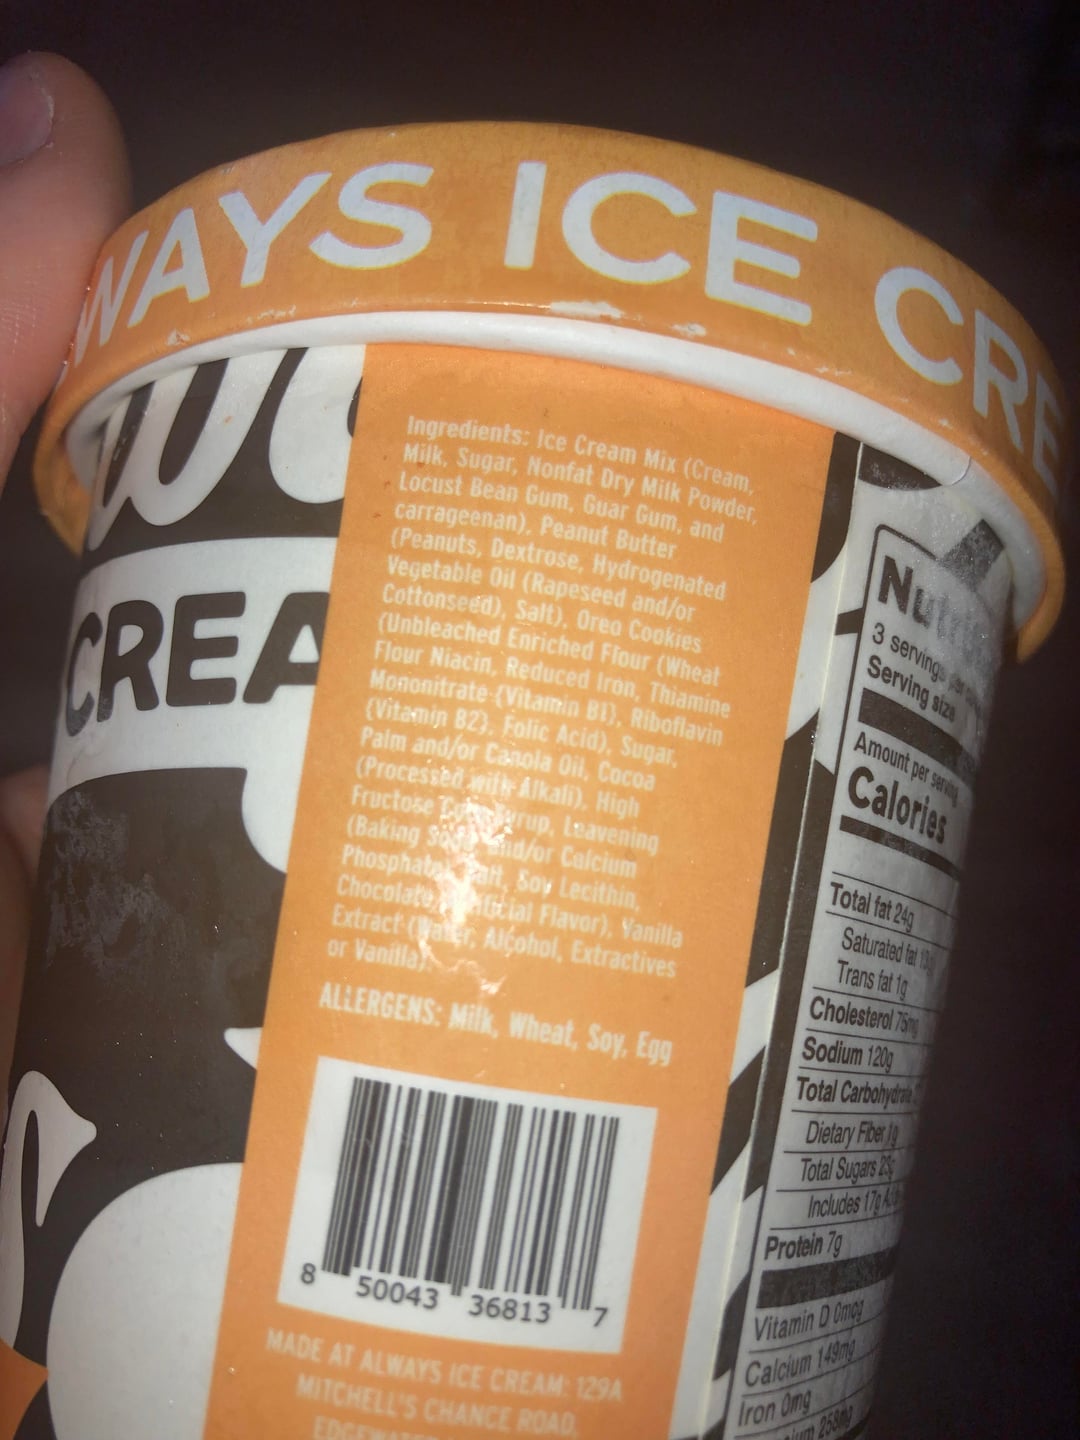 WAYS ICE CRE
CREA
Ingredients: Ice Cream Mix (Cream,
Milk, Sugar, Nonfat Dry Milk Powder,
Locust Bean Gum, Guar Gum, and
carrageenan), Peanut Butter
(Peanuts, Dextrose, Hydrogenated
Vegetable Oil (Rapeseed and/or
Cottonseed), Salt), Oreo Cookies
(Unbleached Enriched Flour (Wheat
Flour Niacin, Reduced Iron, Thiamine
Mononitrate {Vitamin B1}, Riboflavin
{Vitamin B2}, Folic Acid), Sugar,
Palm and/or Canola Oil, Cocoa
(Processed with Alkali), High
Fructose Syrup, Leavening
(Baking and/or Calcium
Phosphate Salt, Soy Lecithin,
Chocolate, Artificial Flavor), Vanilla
Extract (Water, Alcohol, Extractives
or Vanilla).
ALLERGENS: Milk, Wheat, Soy, Egg
8 50043 36813 7
MADE AT ALWAYS ICE CREAM: 129A
MITCHELL'S CHANCE ROAD,
3 servings
Serving size
Amount per serving
Calories
Total fat 24g
Saturated fat
Trans fat 1g
Cholesterol 75mg
Sodium 120g
Total Carbohydrate
Dietary Fiber 1g
Total Sugars
Includes 17g
Protein 7g
Vitamin D 0mcg
Calcium 149mg
Iron 0mg
258mg